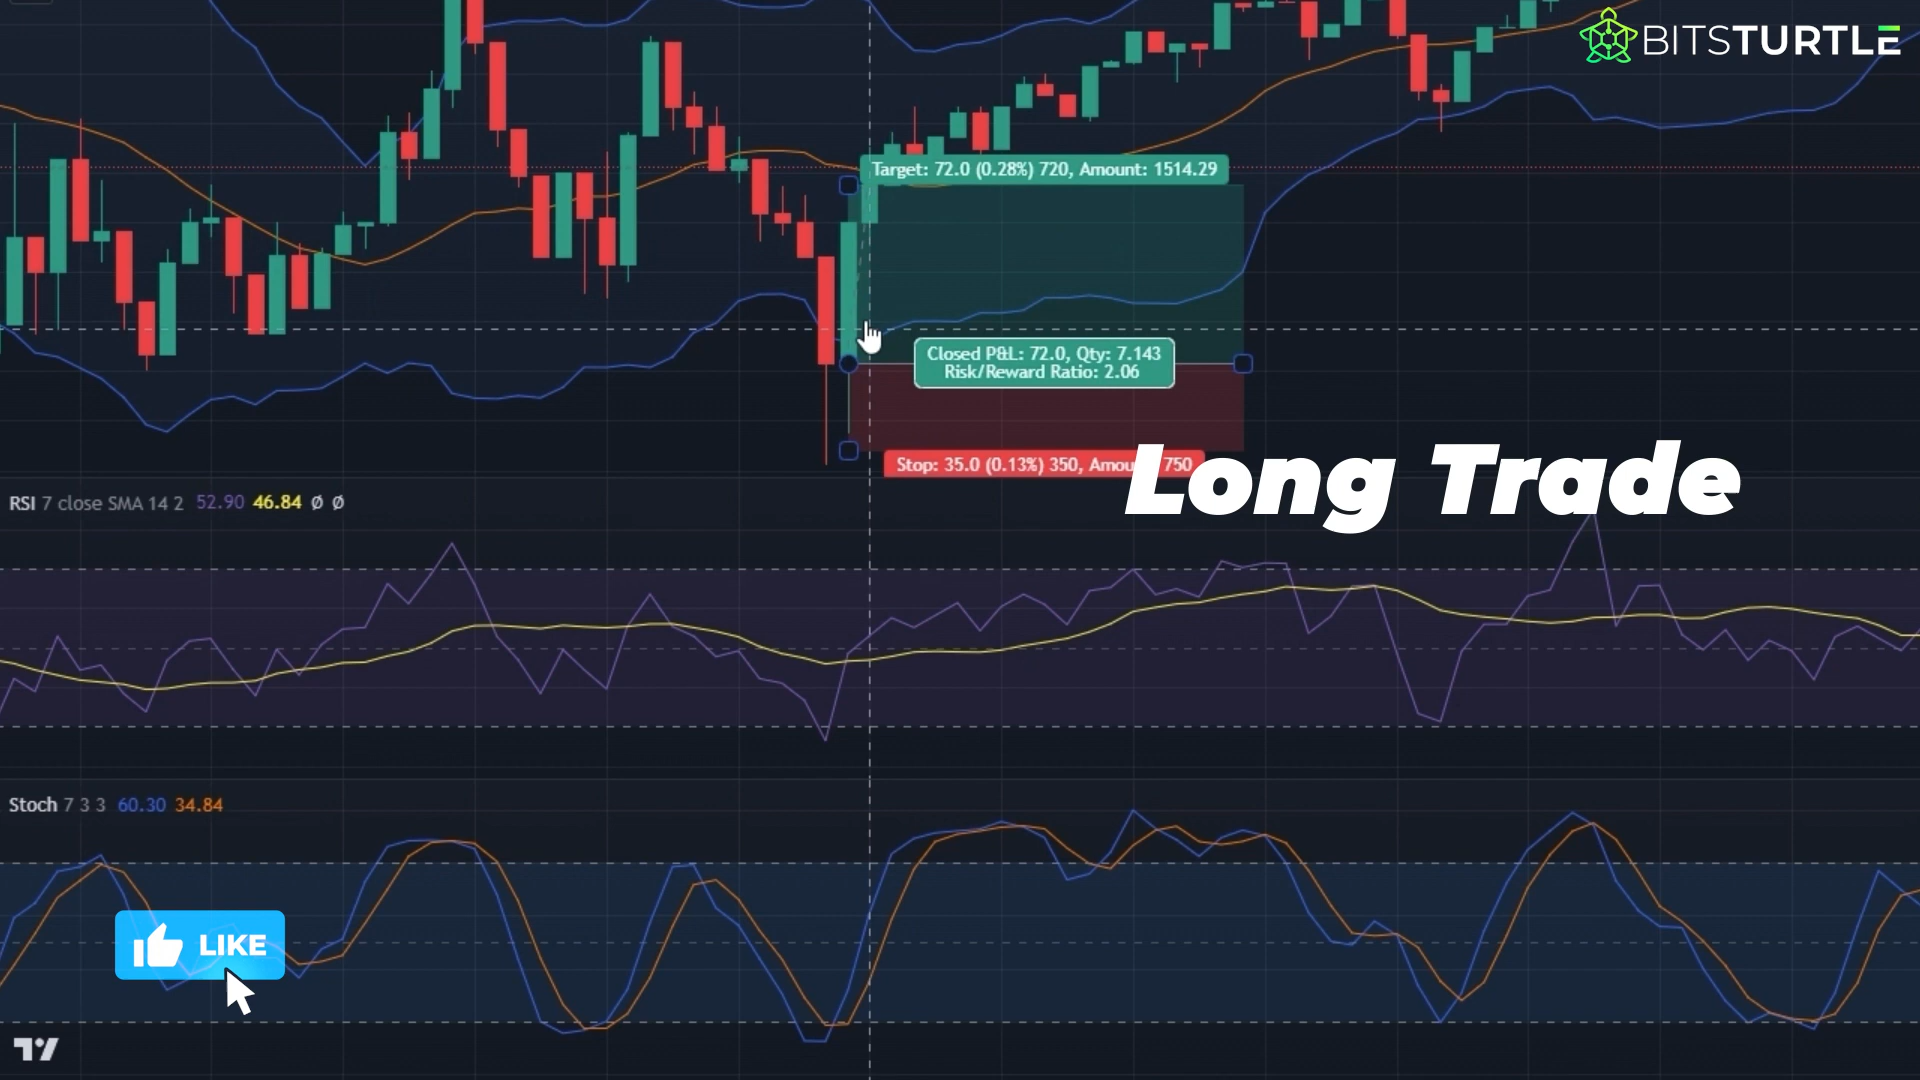 BITSTURTLE
Target: 72.0 (0.28%) 720, Amount: 1514.29
Closed P&L: 72.0, Qty: 7.143
Risk/Reward Ratio: 2.06
Stop: 35.0 (0.13%) 350, Amou 750
Long Trade
RSI 7 close SMA 14 2 52.90 46.84 Ø Ø
Stoch 7 3 3 60.30 34.84
LIKE